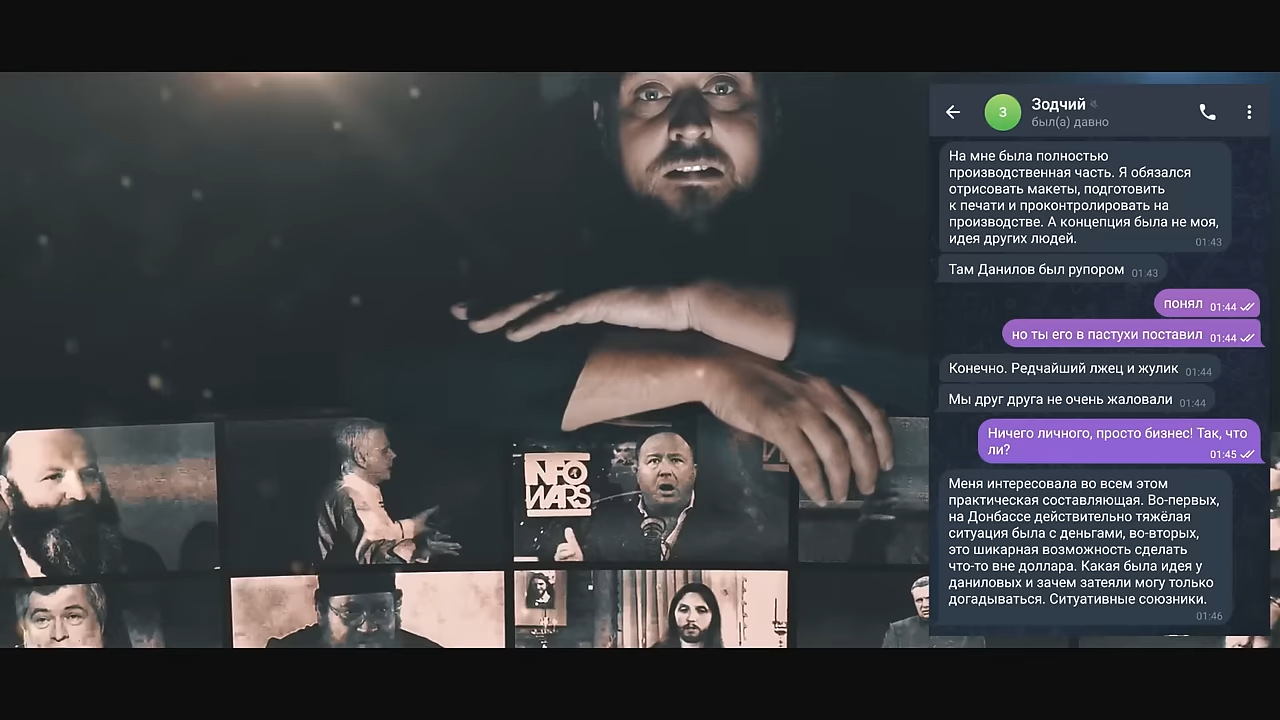 Зодчий
был(а) давно
На мне была полностью
производственная часть. Я обязался
отрисовать макеты, подготовить
к печати и проконтролировать на
производстве. А концепция была не моя,
идея других людей.
01:43
Там Данилов был рупором 01:43
понял 01:44
но ты его в пастухи поставил 01:44
Конечно. Редчайший лжец и жулик 01:44
Мы друг друга не очень жаловали 01:44
Ничего личного, просто бизнес! Так, что
ли?
01:45
Меня интересовала во всем этом
практическая составляющая. Во-первых,
на Донбассе действительно тяжёлая
ситуация была с деньгами, во-вторых,
это шикарная возможность сделать
что-то вне доллара. Какая была идея у
даниловых и зачем затеяли могу только
догадываться. Ситуативные союзники.
01:46
З
INFO
WARS